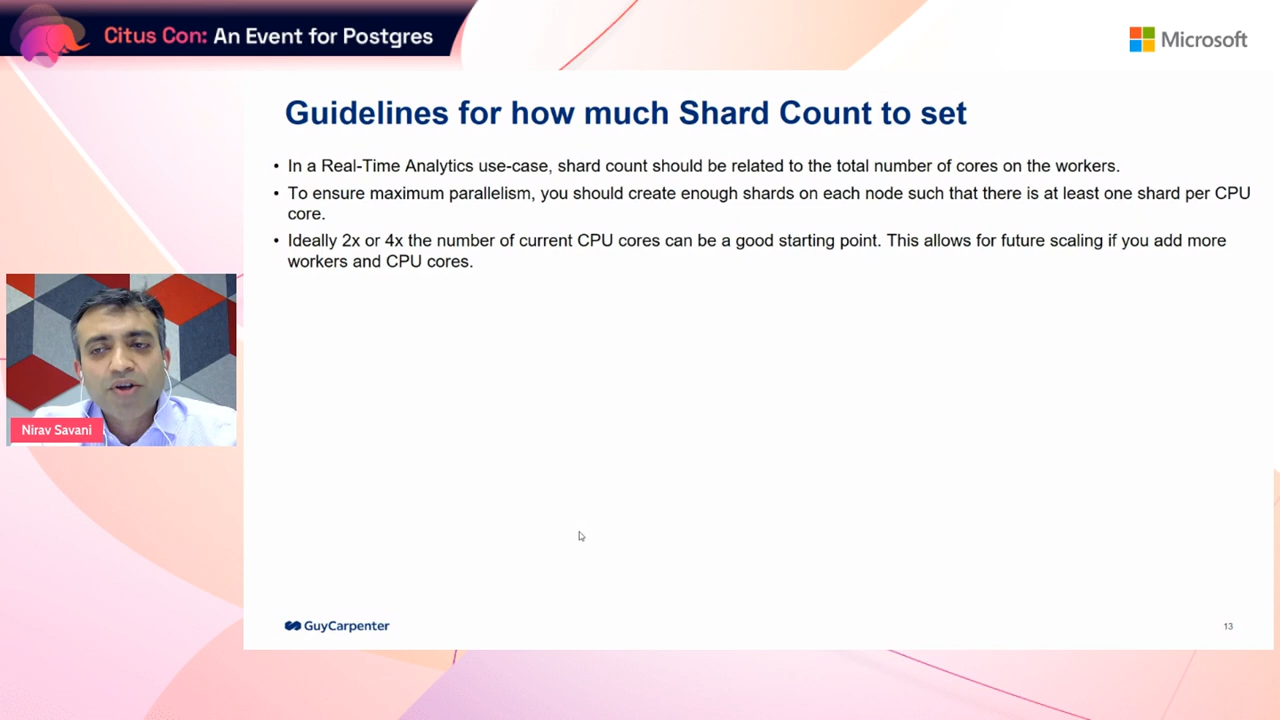 Citus Con: An Event for Postgres
Microsoft
Guidelines for how much Shard Count to set
• In a Real-Time Analytics use-case, shard count should be related to the total number of cores on the workers.
• To ensure maximum parallelism, you should create enough shards on each node such that there is at least one shard per CPU
core.
• Ideally 2x or 4x the number of current CPU cores can be a good starting point. This allows for future scaling if you add more
workers and CPU cores.
Nirav Savani
GuyCarpenter
13